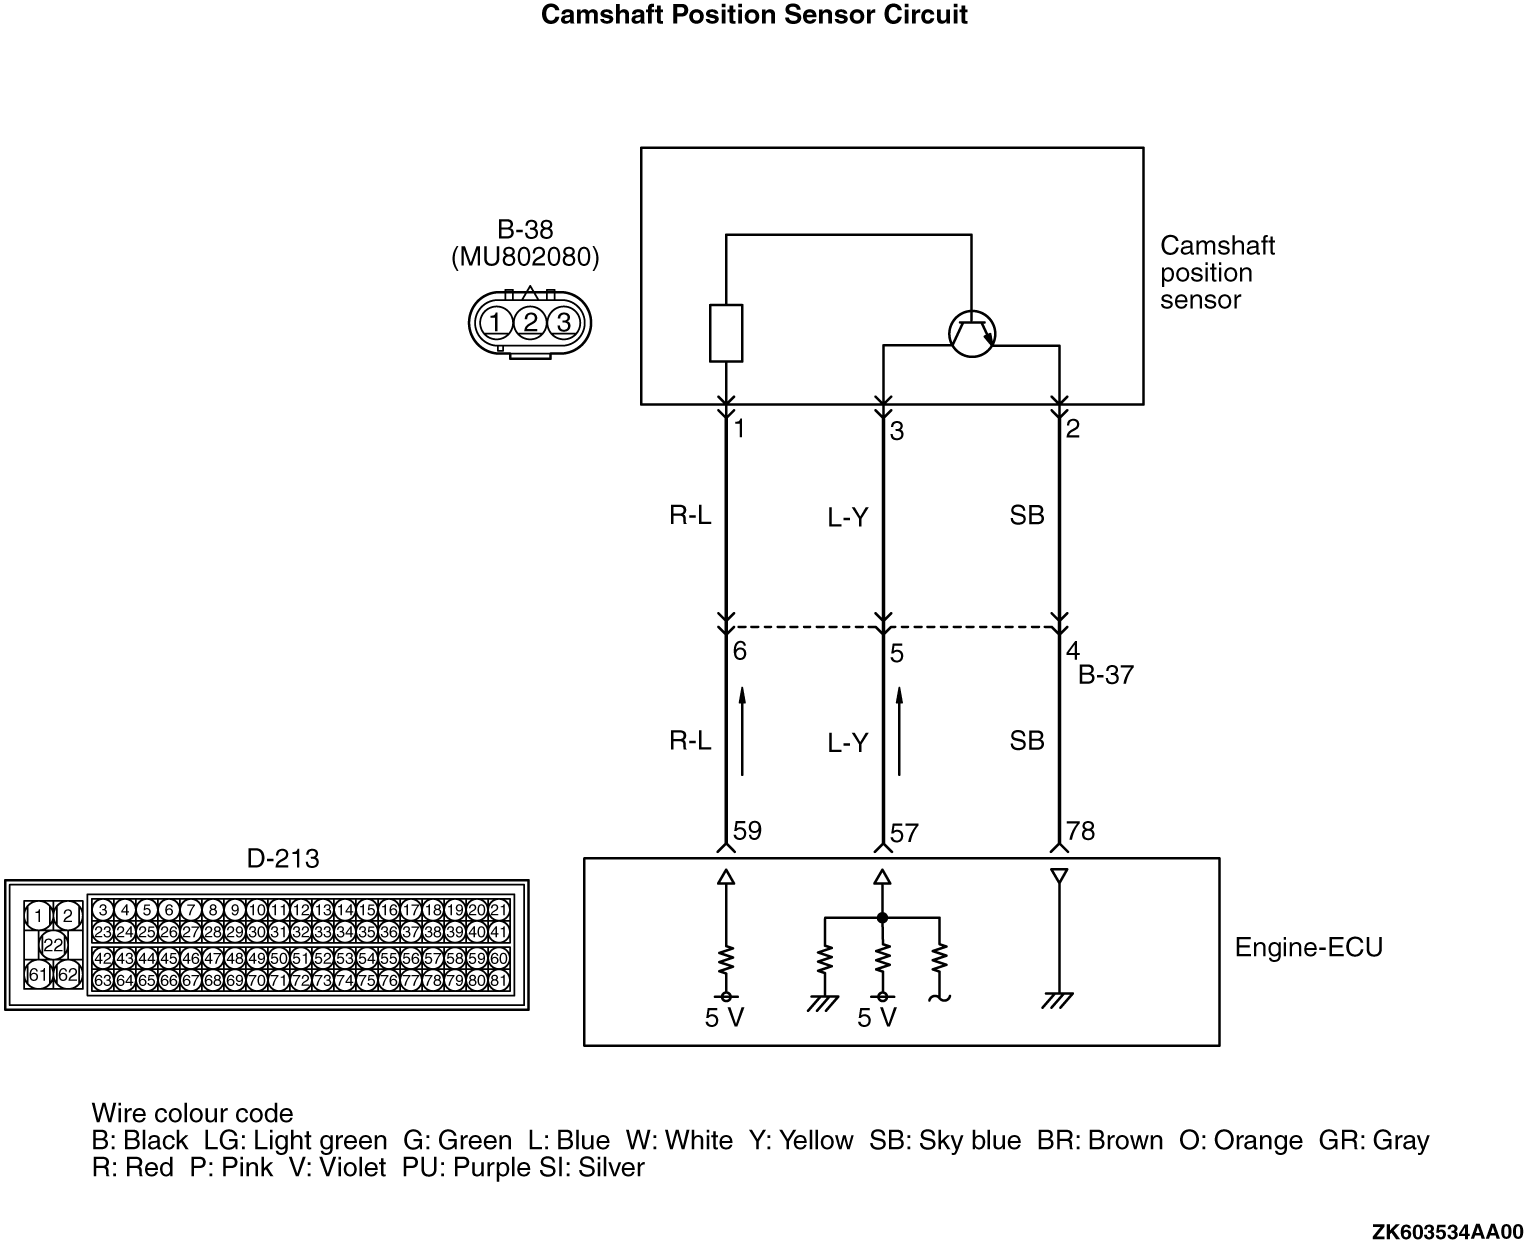 Camshaft Position Sensor Circuit
B-38
(MU802080)
1 2 3
Camshaft
position
sensor
1 3 2
R-L L-Y SB
6 5 4
B-37
R-L L-Y SB
59 57 78
D-213
1 2 3 4 5 6 7 8 9 10 11 12 13 14 15 16 17 18 19 20 21
22 23 24 25 26 27 28 29 30 31 32 33 34 35 36 37 38 39 40 41
42 43 44 45 46 47 48 49 50 51 52 53 54 55 56 57 58 59 60
61 62 63 64 65 66 67 68 69 70 71 72 73 74 75 76 77 78 79 80 81
Engine-ECU
5 V 5 V
Wire colour code
B: Black LG: Light green G: Green L: Blue W: White Y: Yellow SB: Sky blue BR: Brown O: Orange GR: Gray
R: Red P: Pink V: Violet PU: Purple SI: Silver
ZK603534AA00